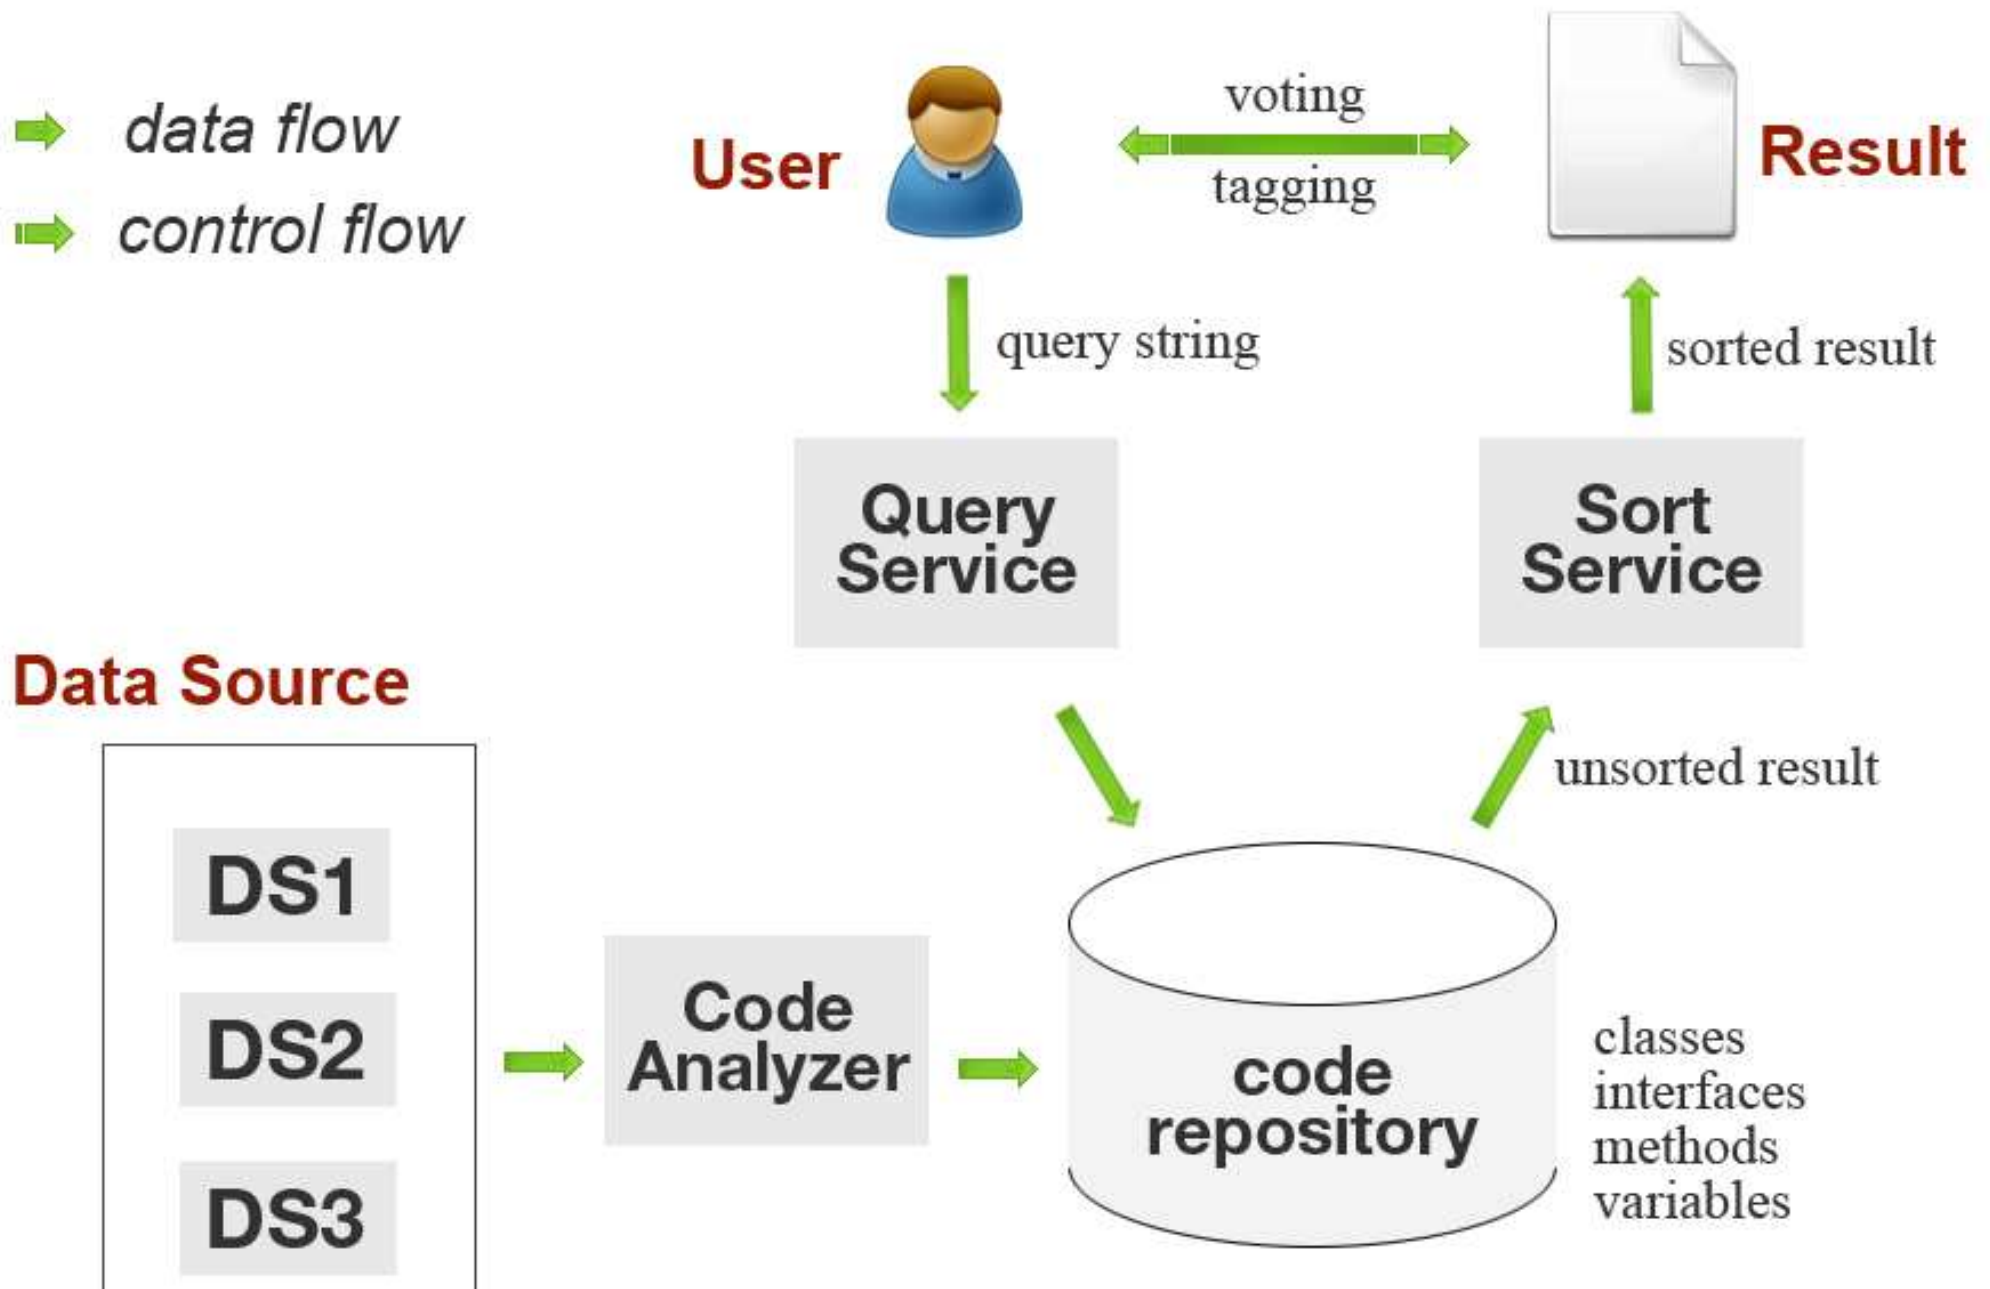 data flow
control flow
User
voting
tagging
Result
query string
sorted result
Query
Service
Sort
Service
Data Source
unsorted result
DS1
DS2
DS3
Code
Analyzer
code
repository
classes
interfaces
methods
variables